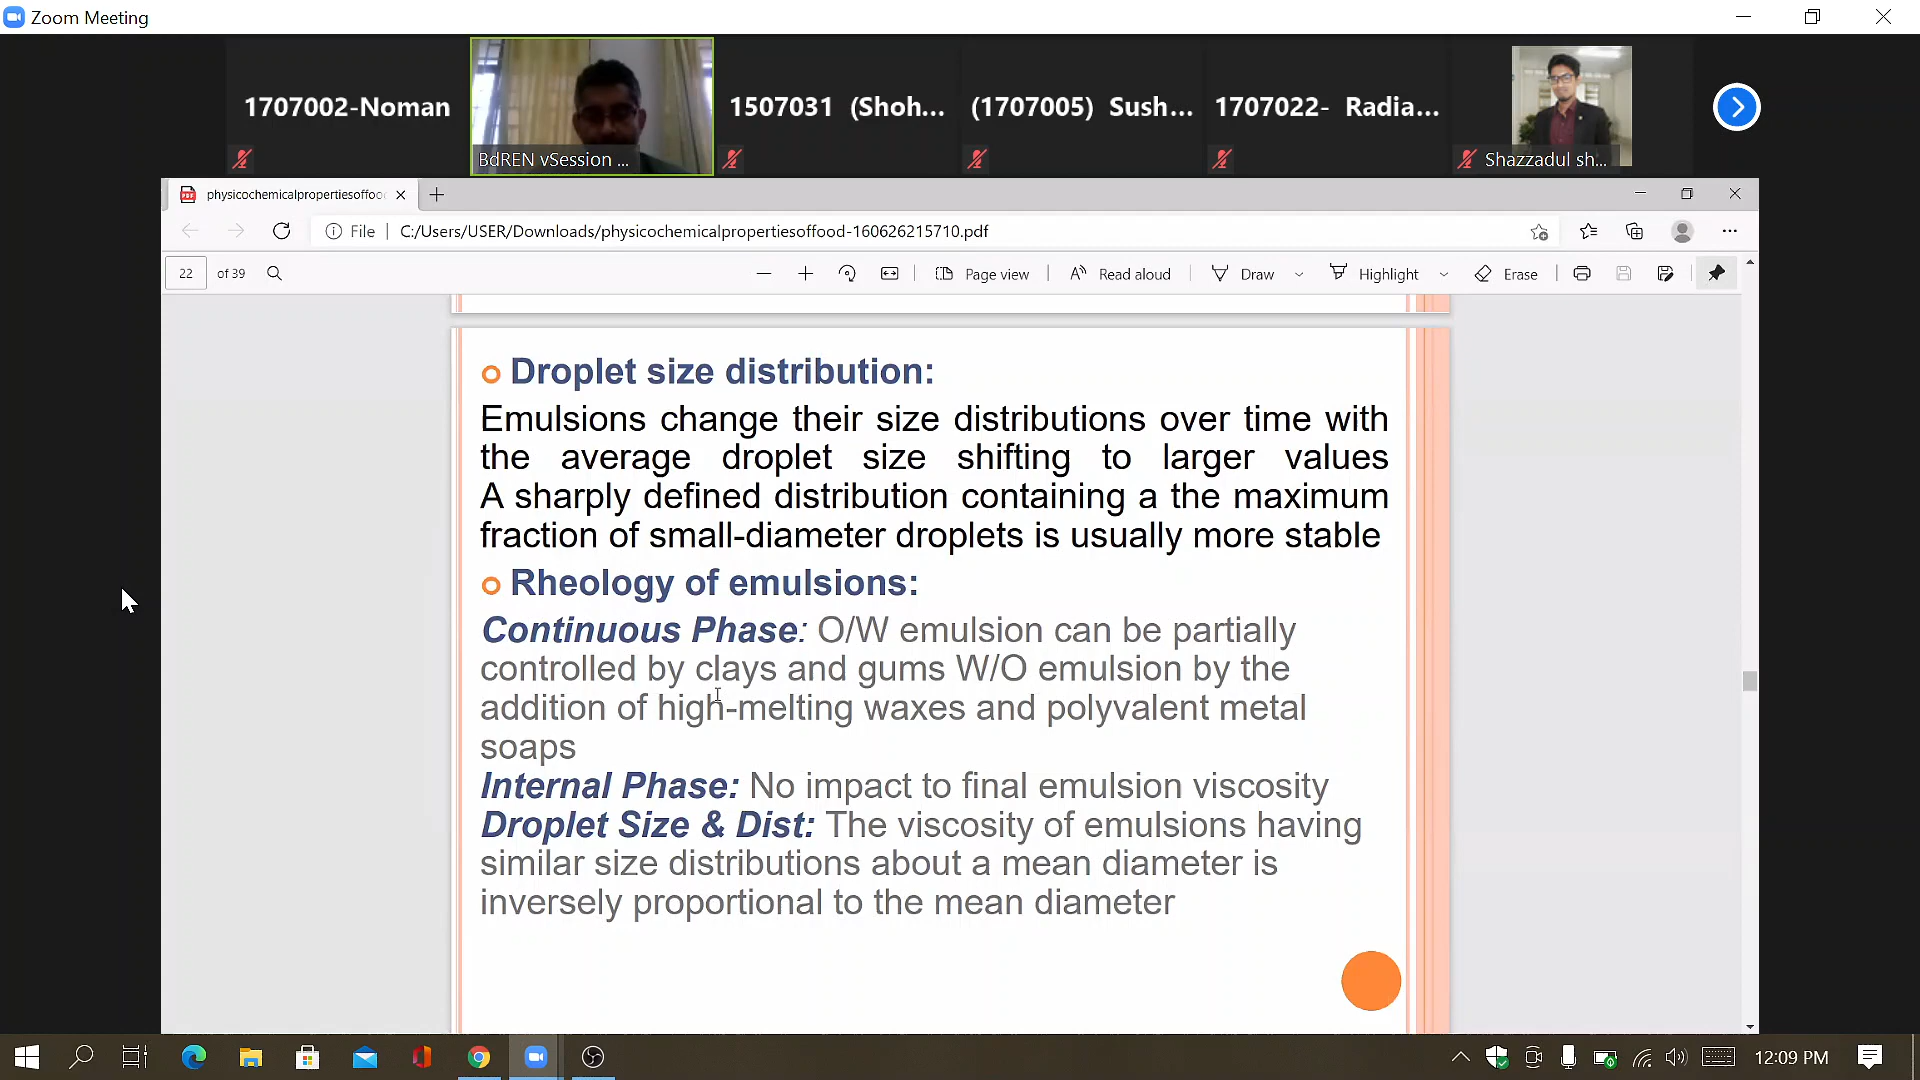 Zoom Meeting
1707002-Noman
BdREN vSession ...
1507031 (Shoh...
(1707005) Sush...
1707022- Radia...
Shazzadul sh...
physicochemicalpropertiesoffood
File
C:/Users/USER/Downloads/physicochemicalpropertiesoffood-160626215710.pdf
22 of 39
Page view
Read aloud
Draw
Highlight
Erase
Droplet size distribution:
Emulsions change their size distributions over time with
the average droplet size shifting to larger values
A sharply defined distribution containing a the maximum
fraction of small-diameter droplets is usually more stable
Rheology of emulsions:
Continuous Phase: O/W emulsion can be partially
controlled by clays and gums W/O emulsion by the
addition of high-melting waxes and polyvalent metal
soaps
Internal Phase: No impact to final emulsion viscosity
Droplet Size & Dist: The viscosity of emulsions having
similar size distributions about a mean diameter is
inversely proportional to the mean diameter
12:09 PM